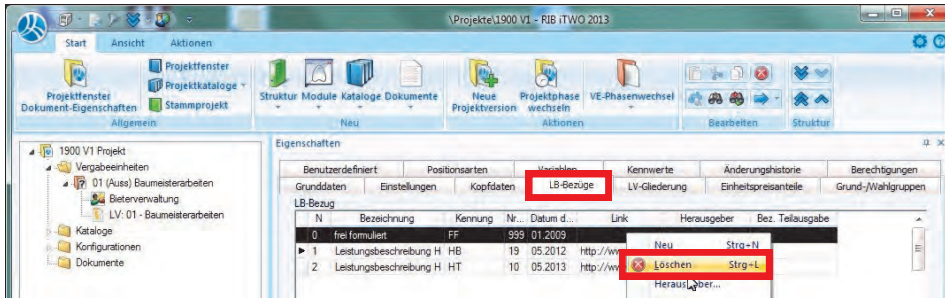 \Projekte\1900 V1 - RIB iTWO 2013
Start Ansicht Aktionen
Projektfenster
Dokument-Eigenschaften
Projektfenster
Projektkataloge
Stammprojekt
Allgemein
Struktur Module Kataloge Dokumente
Neu
Neue
Projektversion
Projektphase
wechseln
VE-Phasenwechsel
Aktionen
Bearbeiten
Struktur
1900 V1 Projekt
Vergabeeinheiten
01 (Auss) Baumeisterarbeiten
Bieterverwaltung
LV: 01 - Baumeisterarbeiten
Kataloge
Konfigurationen
Dokumente
Eigenschaften
Benutzerdefiniert Positionsarten Variablen Kennwerte Änderungshistorie Berechtigungen
Grunddaten Einstellungen Kopfdaten LB-Bezüge LV-Gliederung Einheitspreisanteile Grund-/Wahlgruppen
LB-Bezug
N Bezeichnung Kennung Nr... Datum d... Link Herausgeber Bez. Teilausgabe
0 frei formuliert FF 999 01.2009
1 Leistungsbeschreibung H HB 19 05.2012 http://ww
2 Leistungsbeschreibung HT 10 05.2013 http://ww
Neu Strg+N
Löschen Strg+L
Herausgeber...